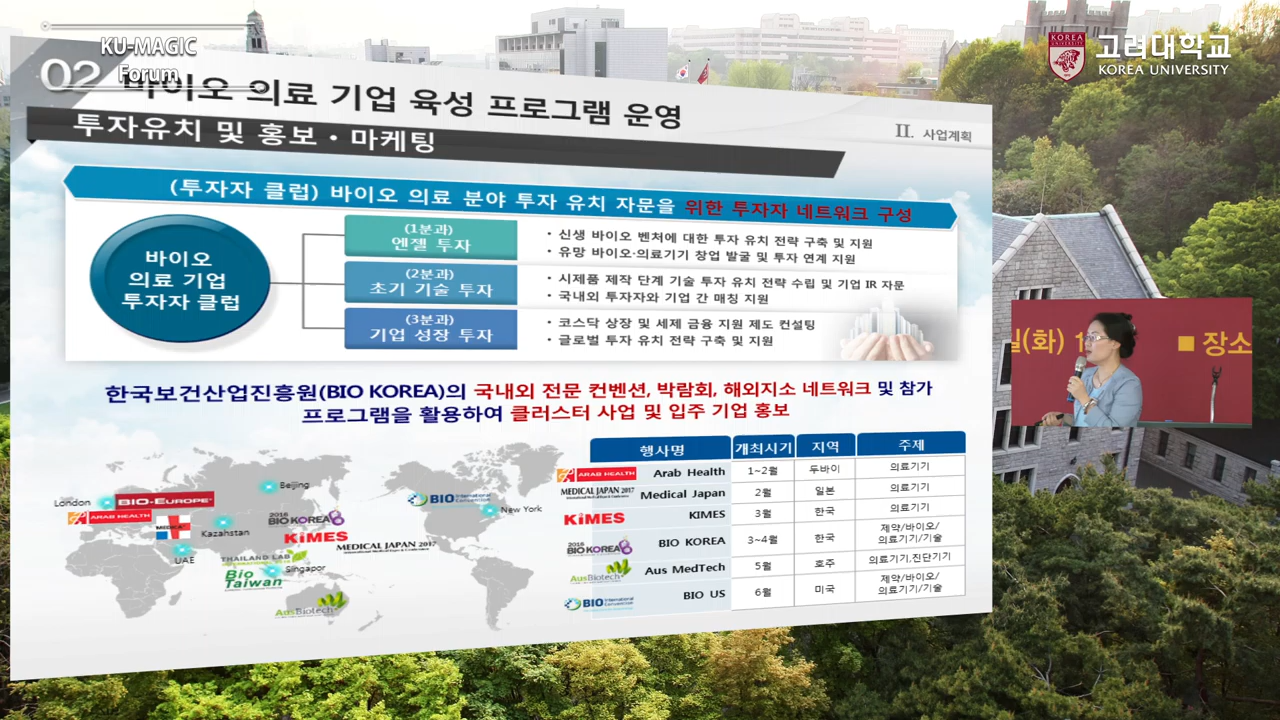 KU-MAGIC
Forum
고려대학교
KOREA UNIVERSITY
KOREA
02
바이오 의료 기업 육성 프로그램 운영
투자유치 및 홍보·마케팅
II. 사업계획
(투자자 클럽) 바이오 의료 분야 투자 유치 자문을 위한 투자자 네트워크 구성
바이오
의료 기업
투자자 클럽
(1분과)
엔젤 투자
• 신생 바이오 벤처에 대한 투자 유치 전략 구축 및 지원
• 유망 바이오·의료기기 창업 발굴 및 투자 연계 지원
(2분과)
초기 기술 투자
• 시제품 제작 단계 기술 투자 유치 전략 수립 및 기업 IR 자문
• 국내외 투자자와 기업 간 매칭 지원
(3분과)
기업 성장 투자
• 코스닥 상장 및 세제 금융 지원 제도 컨설팅
• 글로벌 투자 유치 전략 구축 및 지원
일(화) 1
■ 장소
한국보건산업진흥원(BIO KOREA)의 국내외 전문 컨벤션, 박람회, 해외지소 네트워크 및 참가
프로그램을 활용하여 클러스터 사업 및 입주 기업 홍보
London
BIO-EUROPE
ARAB HEALTH
MEDICA
Beijing
Kazahstan
UAE
2016
BIO KOREA
KIMES
MEDICAL JAPAN 2017
THAILAND LAB
Bio
Taiwan
Singapor
AusBiotech
BIO International
Convention
New York
행사명 개최시기 지역 주제
ARAB HEALTH Arab Health 1~2월 두바이 의료기기
MEDICAL JAPAN 2017 Medical Japan 2월 일본 의료기기
KIMES KIMES 3월 한국 의료기기
2016 BIO KOREA BIO KOREA 3~4월 한국 제약/바이오/
의료기기/기술
AusBiotech Aus MedTech 5월 호주 의료기기,진단기기
BIO International Convention BIO US 6월 미국 제약/바이오/
의료기기/기술